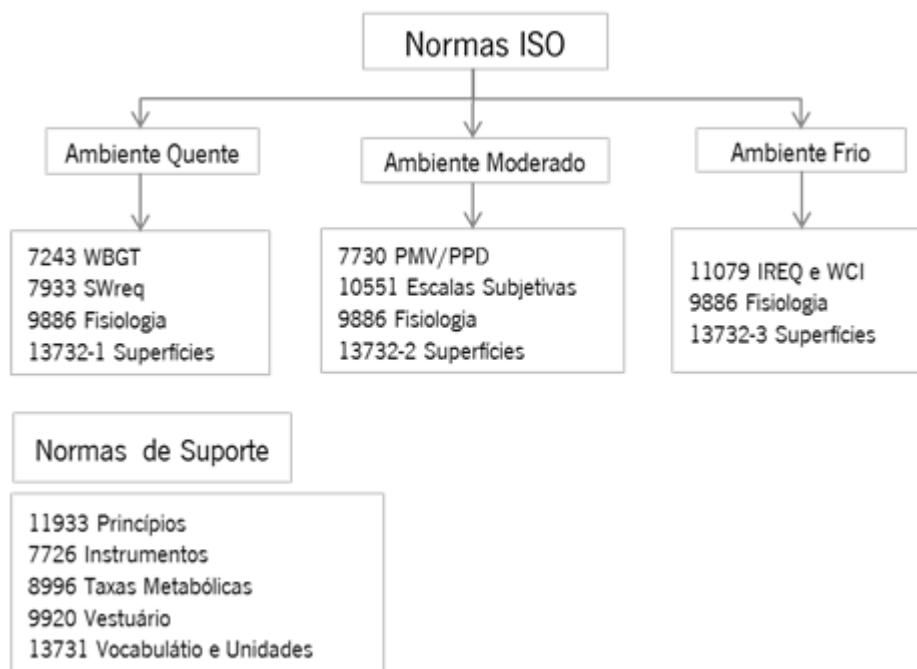 Normas ISO
Ambiente Quente
Ambiente Moderado
Ambiente Frio
7243 WBGT
7933 SWreq
9886 Fisiologia
13732-1 Superfícies
7730 PMV/PPD
10551 Escalas Subjetivas
9886 Fisiologia
13732-2 Superfícies
11079 IREQ e WCI
9886 Fisiologia
13732-3 Superfícies
Normas de Suporte
11933 Princípios
7726 Instrumentos
8996 Taxas Metabólicas
9920 Vestuário
13731 Vocabulátio e Unidades